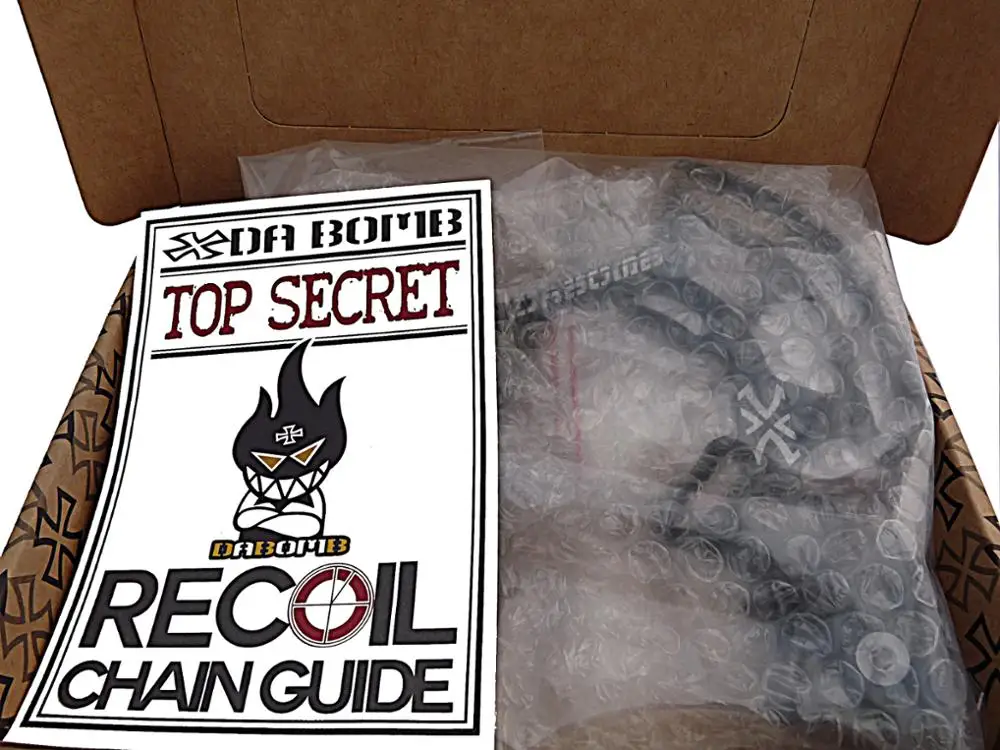 DA BOMB
TOP SECRET
DABOMB
RECOIL
CHAIN GUIDE